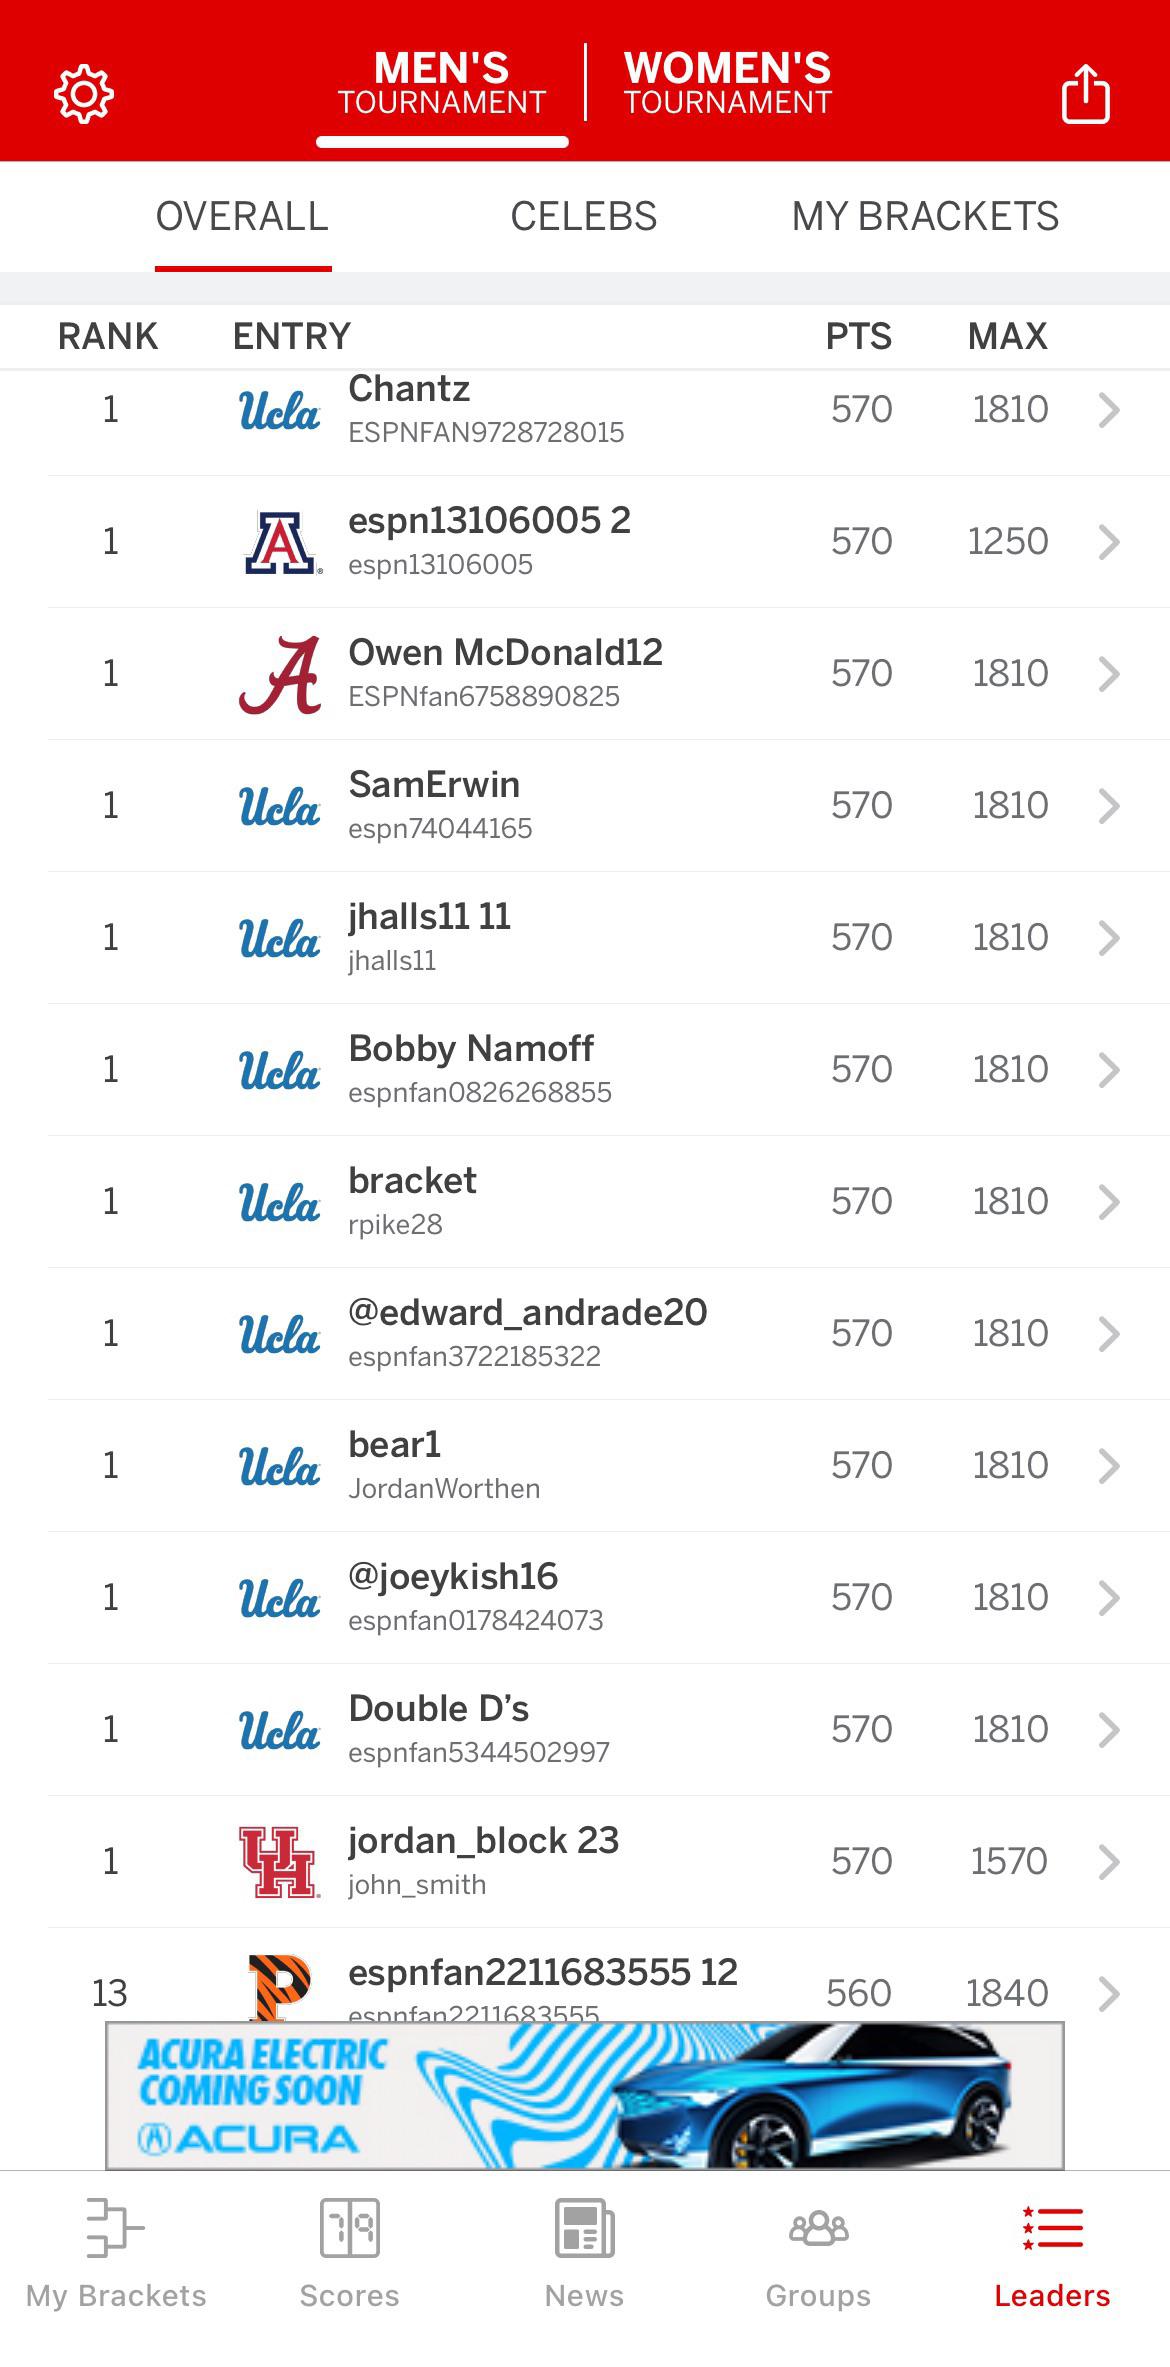 MEN'S
TOURNAMENT
WOMEN'S
TOURNAMENT
OVERALL CELEBS MY BRACKETS
RANK ENTRY PTS MAX
1 Ucla Chantz 570 1810
ESPNFAN9728728015
1 A espn13106005 2 570 1250
espn13106005
1 A Owen McDonald12 570 1810
ESPNfan6758890825
1 Ucla SamErwin 570 1810
espn74044165
1 Ucla jhalls11 11 570 1810
jhalls11
1 Ucla Bobby Namoff 570 1810
espnfan0826268855
1 Ucla bracket 570 1810
rpike28
1 Ucla @edward_andrade20 570 1810
espnfan3722185322
1 Ucla bear1 570 1810
JordanWorthen
1 Ucla @joeykish16 570 1810
espnfan0178424073
1 Ucla Double D’s 570 1810
espnfan5344502997
1 UH jordan_block 23 570 1570
john_smith
13 P espnfan2211683555 12 560 1840
espnfan2211683555
ACURA ELECTRIC
COMING SOON
ACURA
79
My Brackets Scores News Groups Leaders